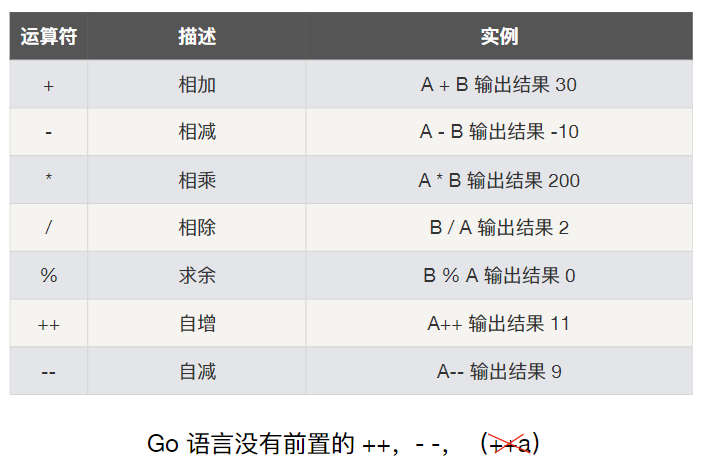 运算符 描述 实例
+ 相加 A + B 输出结果 30
- 相减 A - B 输出结果 -10
* 相乘 A * B 输出结果 200
/ 相除 B / A 输出结果 2
% 求余 B % A 输出结果 0
++ 自增 A++ 输出结果 11
-- 自减 A-- 输出结果 9
Go 语言没有前置的 ++，- -，（++a）